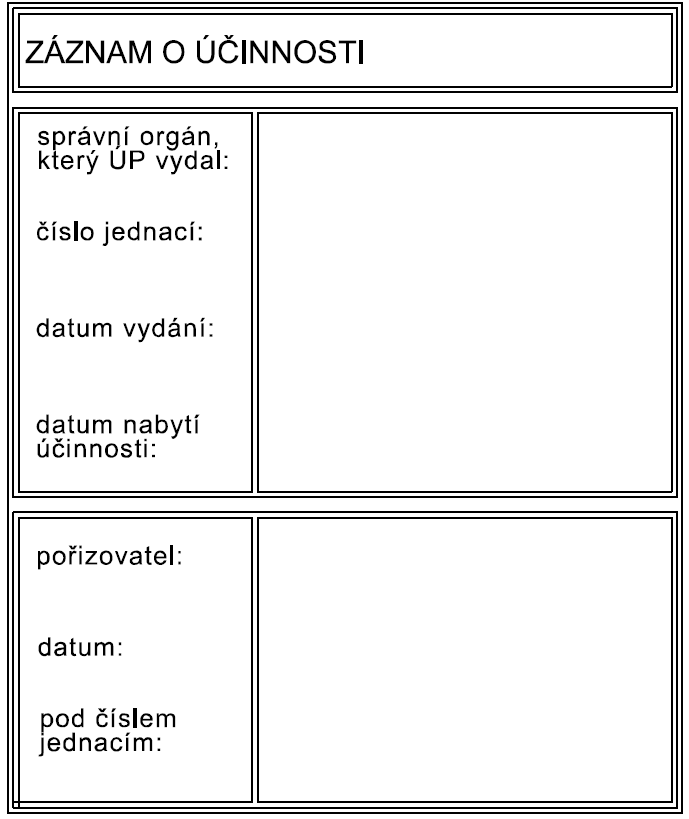 ZÁZNAM O ÚČINNOSTI
správní orgán,
který ÚP vydal:
číslo jednací:
datum vydání:
datum nabytí
účinnosti:
pořizovatel:
datum:
pod číslem
jednacím: